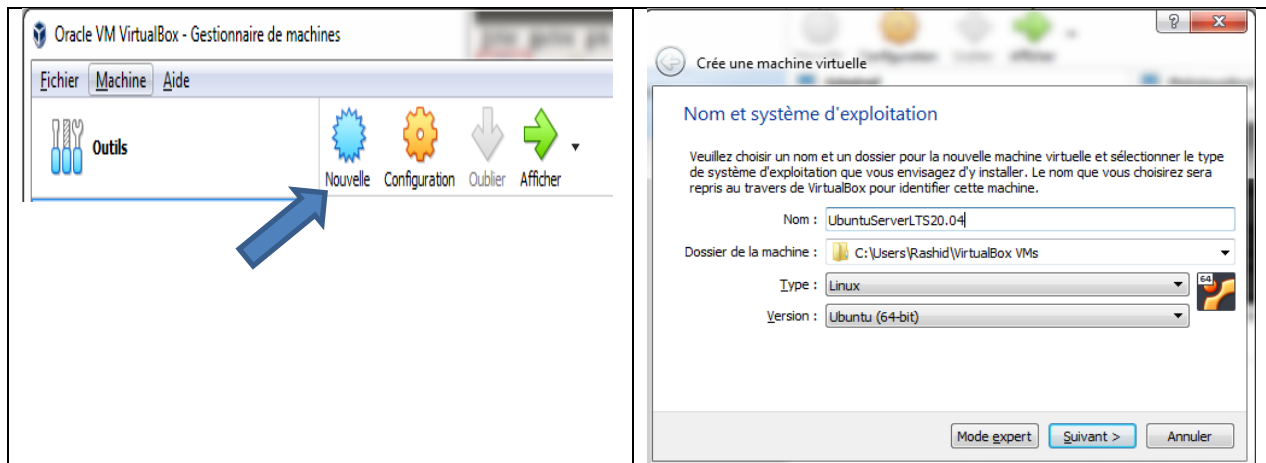 Oracle VM VirtualBox - Gestionnaire de machines
Fichier Machine Aide
Outils
Nouvelle Configuration Oublier Afficher
Crée une machine virtuelle
Nom et système d'exploitation
Veuillez choisir un nom et un dossier pour la nouvelle machine virtuelle et sélectionner le type
de système d'exploitation que vous envisagez d'y installer. Le nom que vous choisirez sera
repris au travers de VirtualBox pour identifier cette machine.
Nom : UbuntuServerLTS20.04
Dossier de la machine : C:\Users\Rashid\VirtualBox VMs
Type : Linux
64
Version : Ubuntu (64-bit)
Mode expert Suivant > Annuler